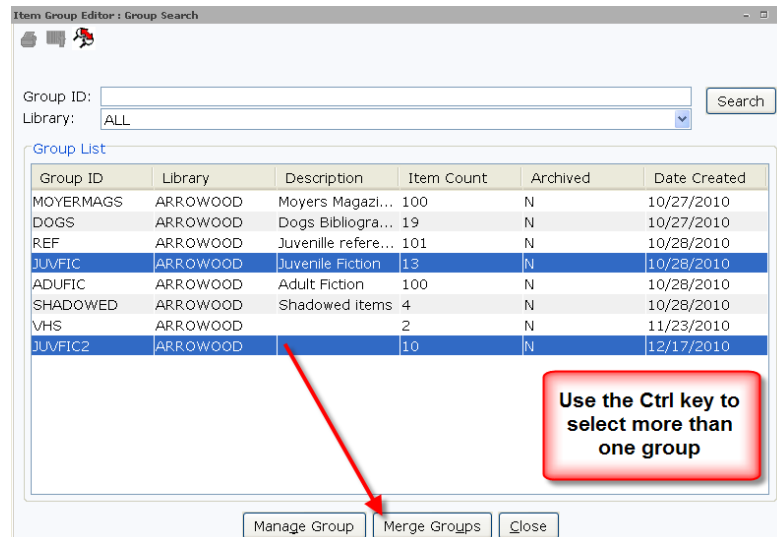 Item Group Editor : Group Search
Group ID:
Search
Library: ALL
Group List
Group ID Library Description Item Count Archived Date Created
MOYERMAGS ARROWOOD Moyers Magazi... 100 N 10/27/2010
DOGS ARROWOOD Dogs Bibliogra... 19 N 10/27/2010
REF ARROWOOD Juvenille refere... 101 N 10/28/2010
JUVFIC ARROWOOD Juvenile Fiction 13 N 10/28/2010
ADUFIC ARROWOOD Adult Fiction 100 N 10/28/2010
SHADOWED ARROWOOD Shadowed items 4 N 10/28/2010
VHS ARROWOOD 2 N 11/23/2010
JUVFIC2 ARROWOOD 10 N 12/17/2010
Use the Ctrl key to
select more than
one group
Manage Group Merge Groups Close